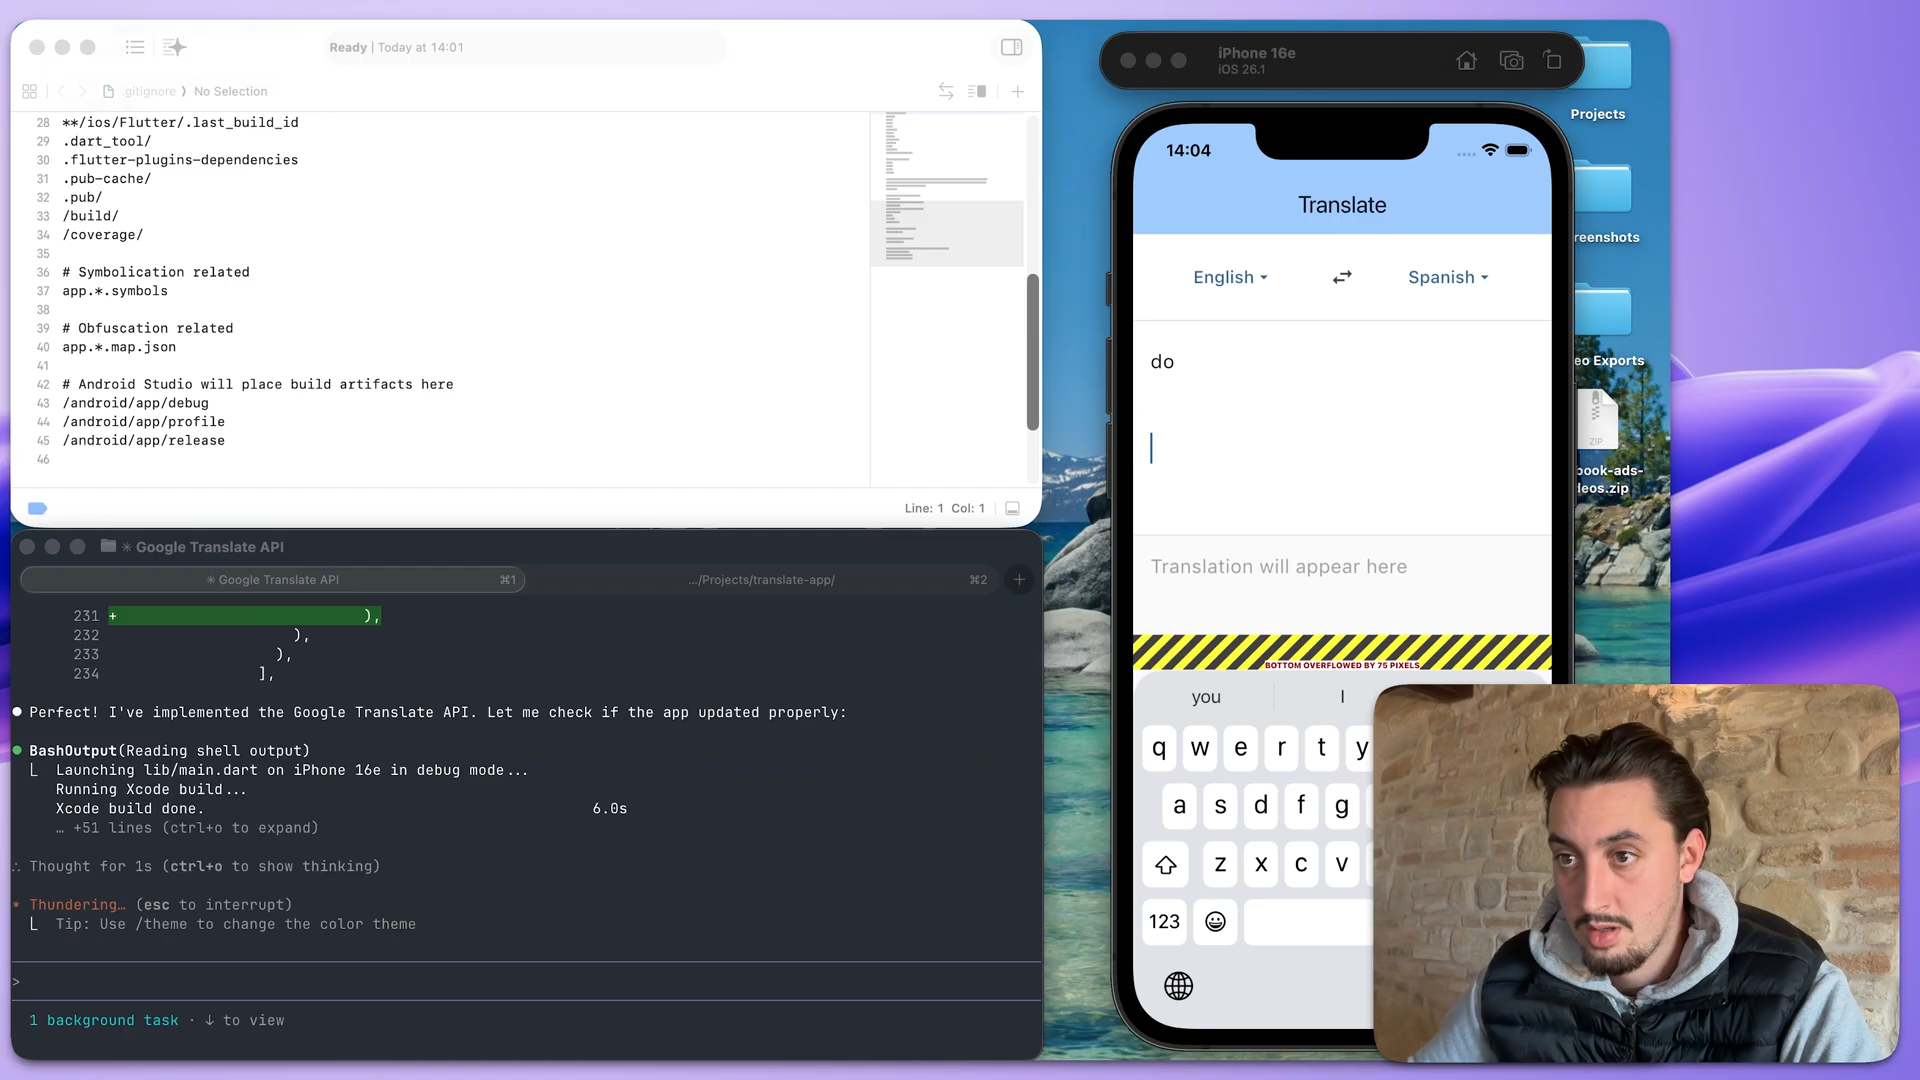 Ready | Today at 14:01
.gitignore ⟩ No Selection
28 **/ios/Flutter/.last_build_id
29 .dart_tool/
30 .flutter-plugins-dependencies
31 .pub-cache/
32 .pub/
33 /build/
34 /coverage/
35
36 # Symbolication related
37 app.*.symbols
38
39 # Obfuscation related
40 app.*.map.json
41
42 # Android Studio will place build artifacts here
43 /android/app/debug
44 /android/app/profile
45 /android/app/release
46
Line: 1 Col: 1
✳ Google Translate API
✳ Google Translate API ⌘1
.../Projects/translate-app/ ⌘2
231 + ),
232 ),
233 ),
234 ],
Perfect! I've implemented the Google Translate API. Let me check if the app updated properly:
BashOutput(Reading shell output)
Launching lib/main.dart on iPhone 16e in debug mode...
Running Xcode build...
Xcode build done. 6.0s
… +51 lines (ctrl+o to expand)
∴ Thought for 1s (ctrl+o to show thinking)
* Thundering… (esc to interrupt)
Tip: Use /theme to change the color theme
>
1 background task · ↓ to view
iPhone 16e
iOS 26.1
14:04
Translate
English
Spanish
do
Translation will appear here
BOTTOM OVERFLOWED BY 75 PIXELS
you I
q w e r t y
a s d f g
z x c v
123
Projects
reenshots
eo Exports
ZIP
book-ads-
deos.zip